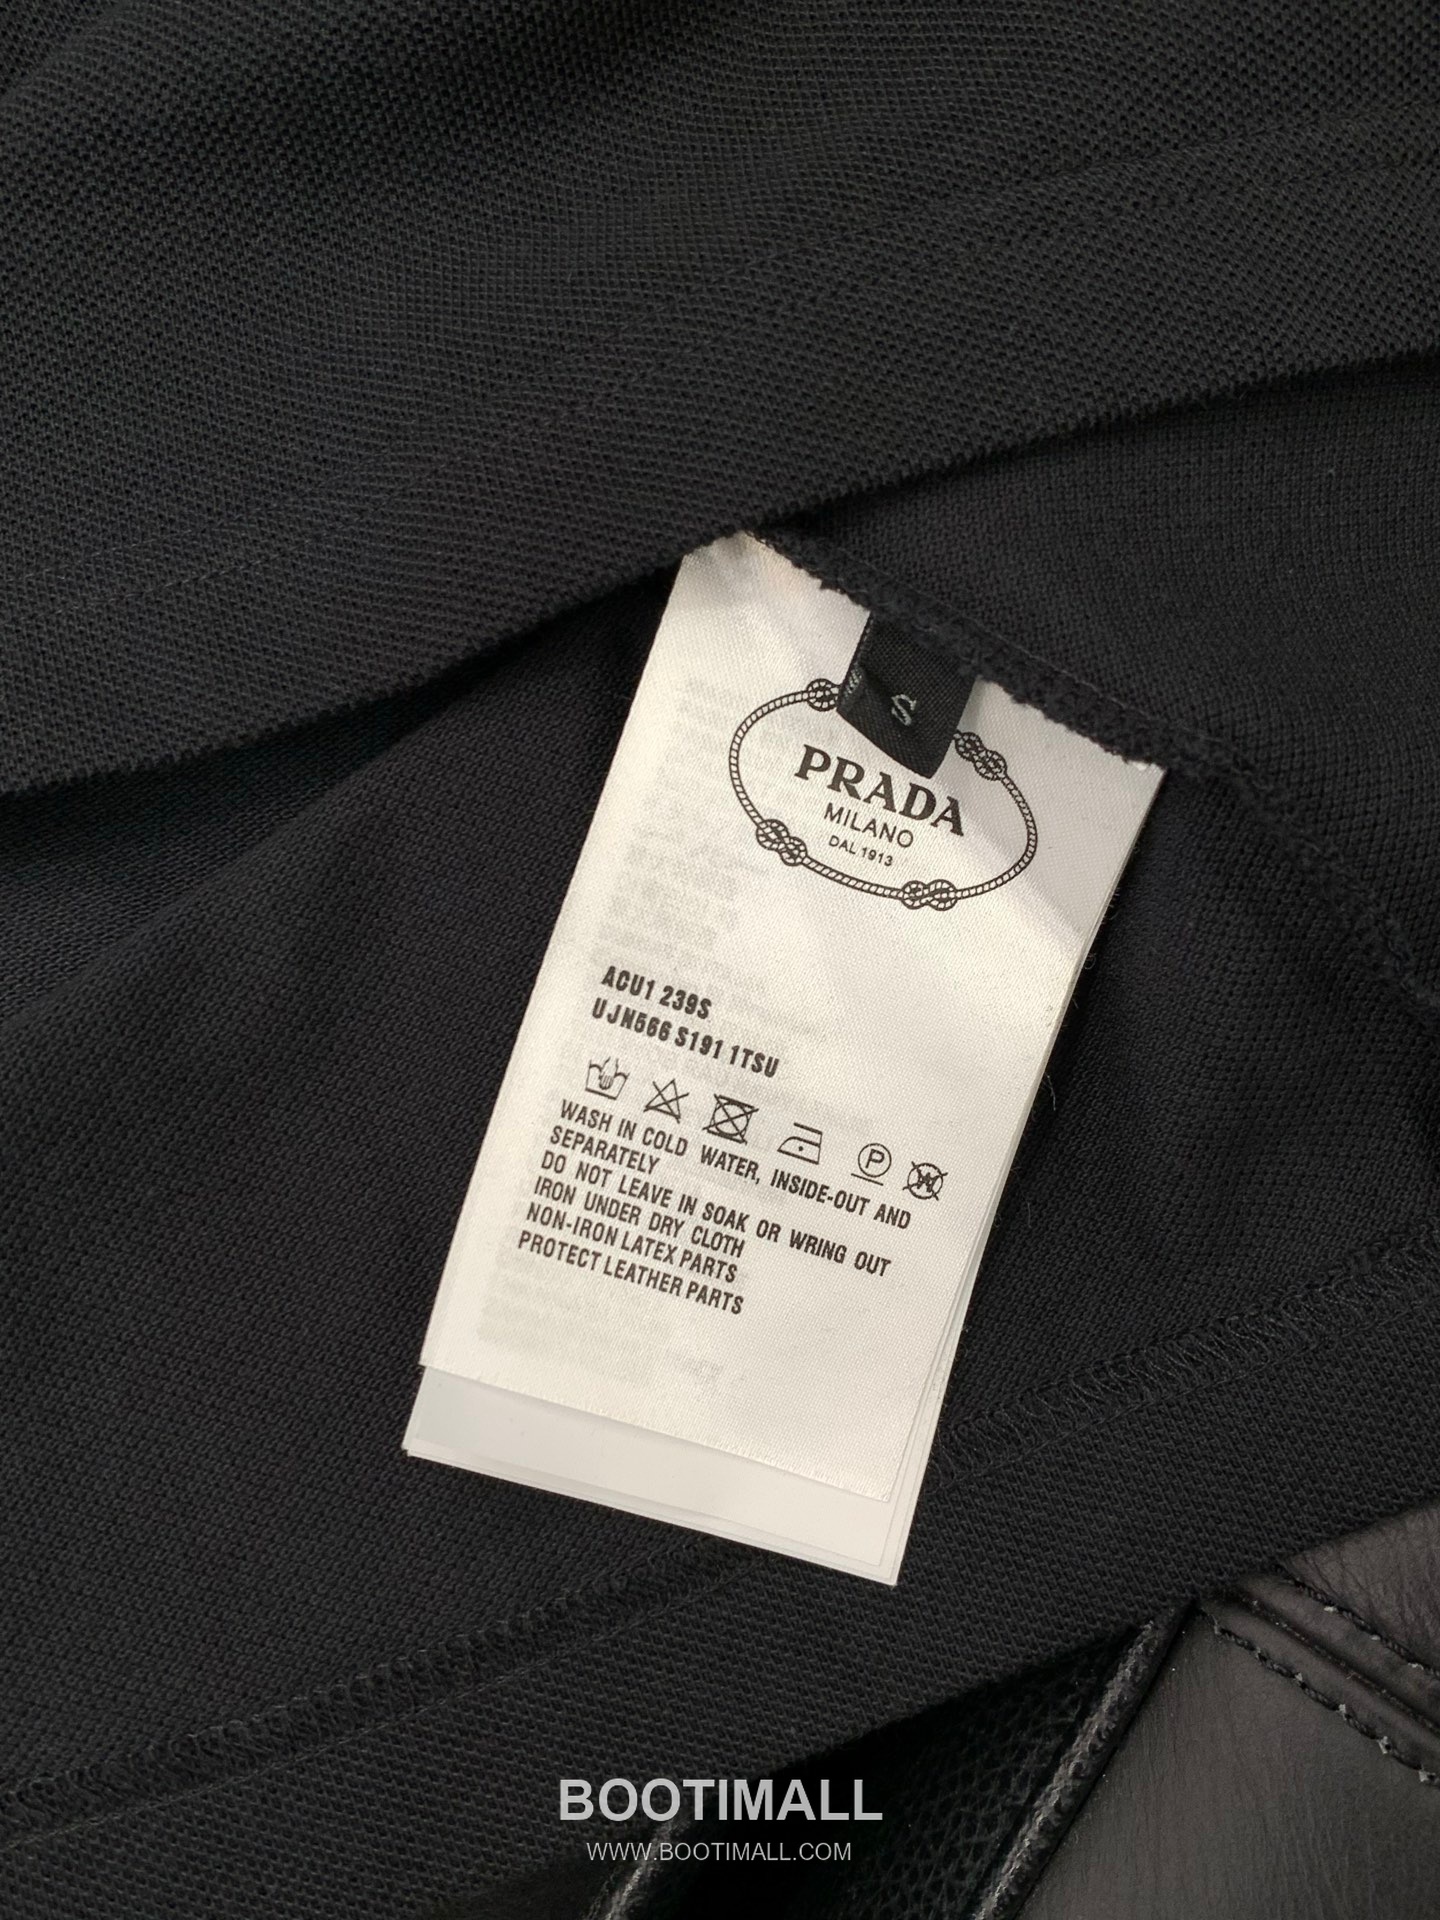 S
PRADA
MILANO
DAL 1913
ACU1 239S
UJN566 S191 1TSU
P
W
WASH IN COLD WATER, INSIDE-OUT AND
SEPARATELY
DO NOT LEAVE IN SOAK OR WRING OUT
IRON UNDER DRY CLOTH
NON-IRON LATEX PARTS
PROTECT LEATHER PARTS
BOOTIMALL
WWW.BOOTIMALL.COM